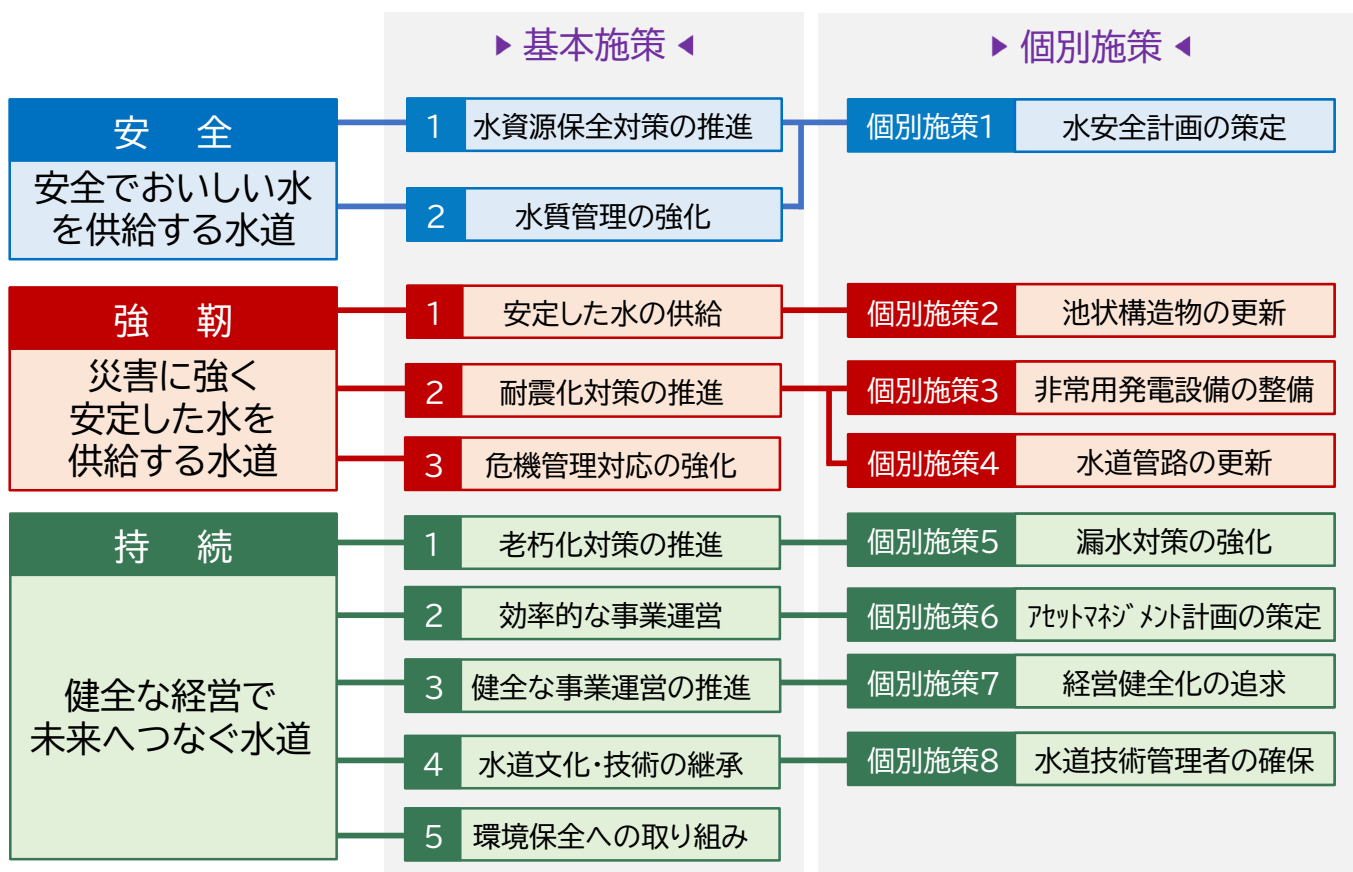 ▶ 基本施策 ◀
▶ 個別施策 ◀
安 全
安全でおいしい水
を供給する水道
1 水資源保全対策の推進
個別施策1 水安全計画の策定
2 水質管理の強化
強 靭
災害に強く
安定した水を
供給する水道
1 安定した水の供給
個別施策2 池状構造物の更新
2 耐震化対策の推進
個別施策3 非常用発電設備の整備
3 危機管理対応の強化
個別施策4 水道管路の更新
持 続
健全な経営で
未来へつなぐ水道
1 老朽化対策の推進
個別施策5 漏水対策の強化
2 効率的な事業運営
個別施策6 ｱｾｯﾄﾏﾈｼﾞﾒﾝﾄ計画の策定
3 健全な事業運営の推進
個別施策7 経営健全化の追求
4 水道文化・技術の継承
個別施策8 水道技術管理者の確保
5 環境保全への取り組み